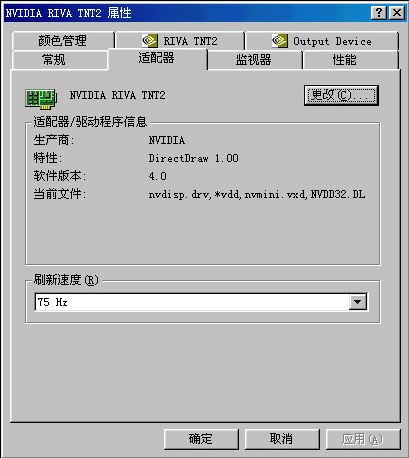 NVIDIA RIVA TNT2 属性
颜色管理 RIVA TNT2 Output Device
常规 适配器 监视器 性能
NVIDIA RIVA TNT2 更改(C)...
适配器/驱动程序信息
生产商: NVIDIA
特性: DirectDraw 1.00
软件版本: 4.0
当前文件: nvdisp.drv,*vdd,nvmini.vxd,NVDD32.DL
刷新速度(R)
75 Hz
确定 取消 应用(A)